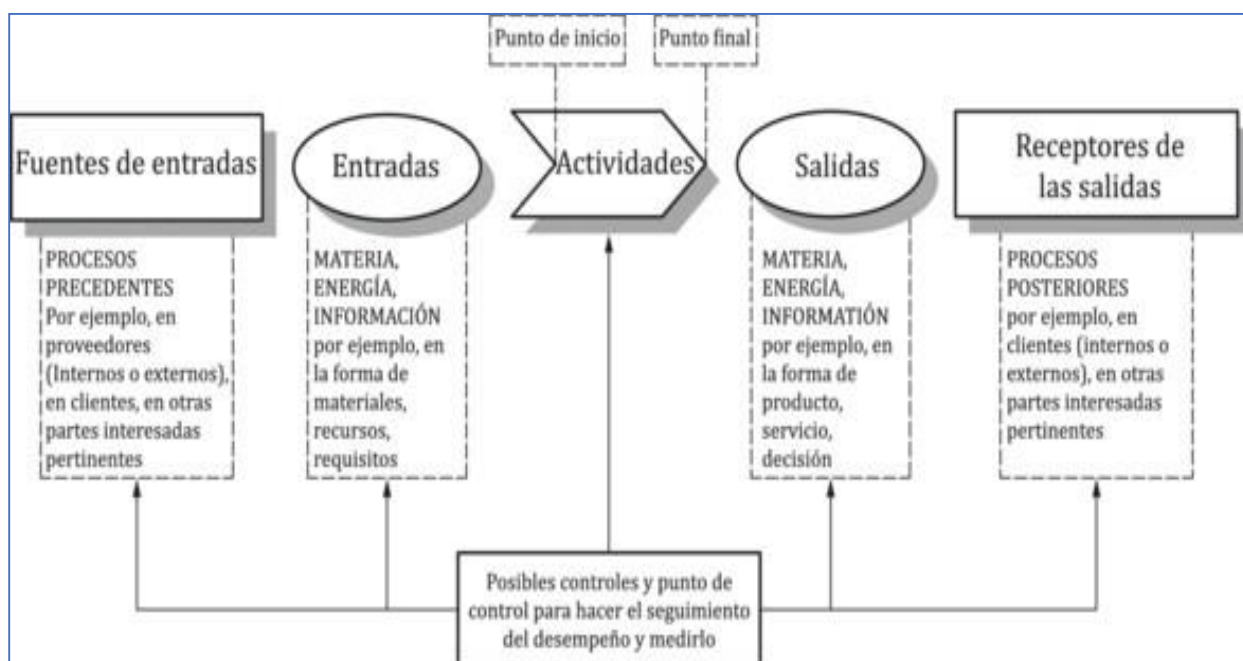 Punto de inicio
Punto final
Fuentes de entradas
Entradas
Actividades
Salidas
Receptores de
las salidas
PROCESOS
PRECEDENTES
Por ejemplo, en
proveedores
(Internos o externos),
en clientes, en otras
partes interesadas
pertinentes
MATERIA,
ENERGÍA,
INFORMACIÓN
por ejemplo, en
la forma de
materiales,
recursos,
requisitos
MATERIA,
ENERGÍA,
INFORMATIÓN
por ejemplo, en
la forma de
producto,
servicio,
decisión
PROCESOS
POSTERIORES
por ejemplo, en
clientes (internos o
externos), en otras
partes interesadas
pertinentes
Posibles controles y punto de
control para hacer el seguimiento
del desempeño y medirlo